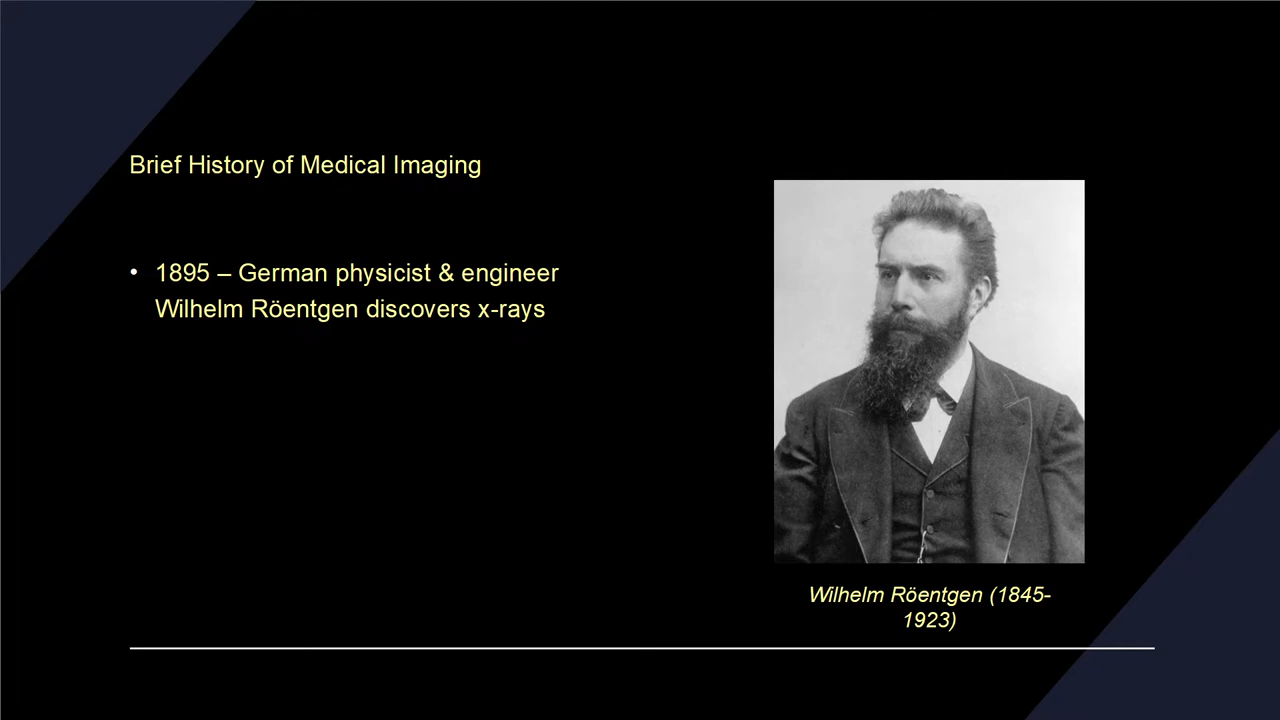 Brief History of Medical Imaging
• 1895 – German physicist & engineer
Wilhelm Röentgen discovers x-rays
Wilhelm Röentgen (1845-
1923)